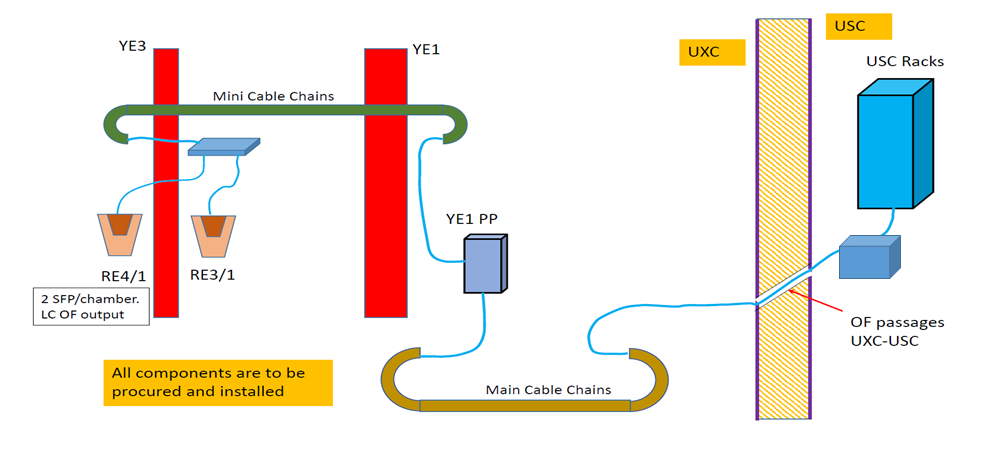 YE3
YE1
UXC
USC
USC Racks
Mini Cable Chains
YE1 PP
RE4/1
RE3/1
2 SFP/chamber.
LC OF output
OF passages
UXC-USC
All components are to be
procured and installed
Main Cable Chains